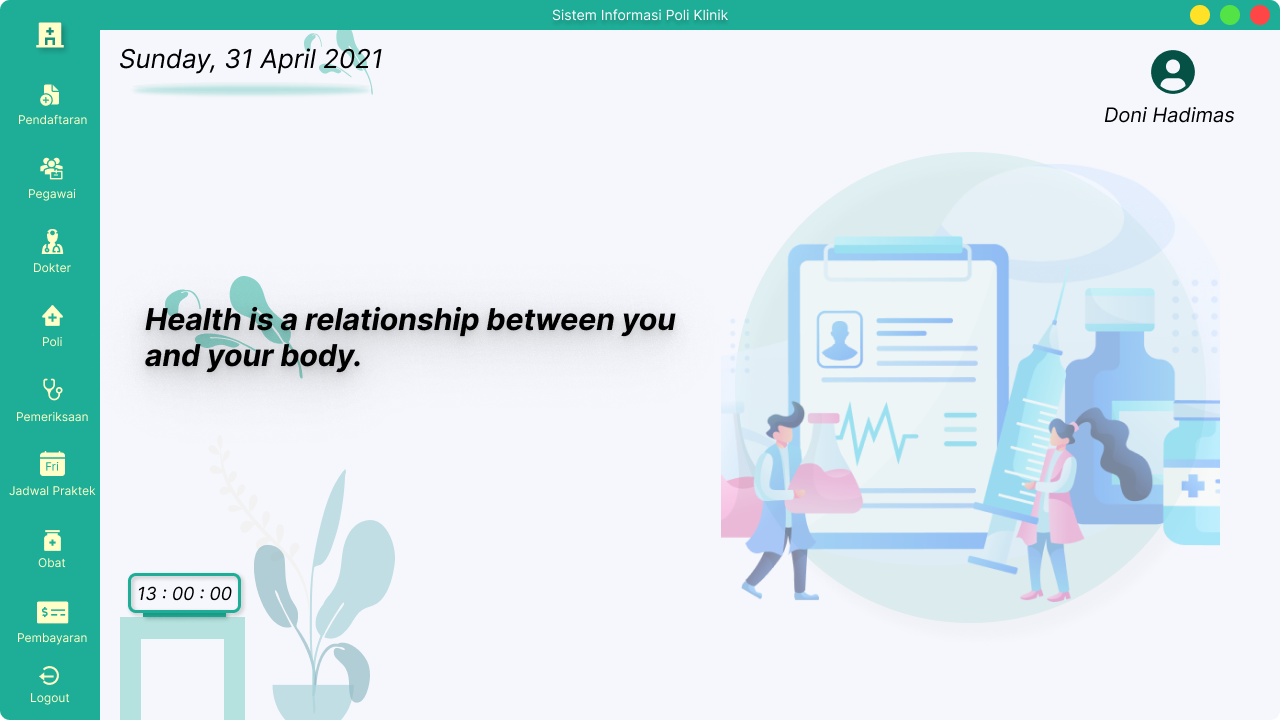 Sistem Informasi Poli Klinik
Sunday, 31 April 2021
Doni Hadimas
Pendaftaran
Pegawai
Dokter
Poli
Pemeriksaan
Fri
Jadwal Praktek
Obat
$
Pembayaran
Logout
Health is a relationship between you
and your body.
13 : 00 : 00